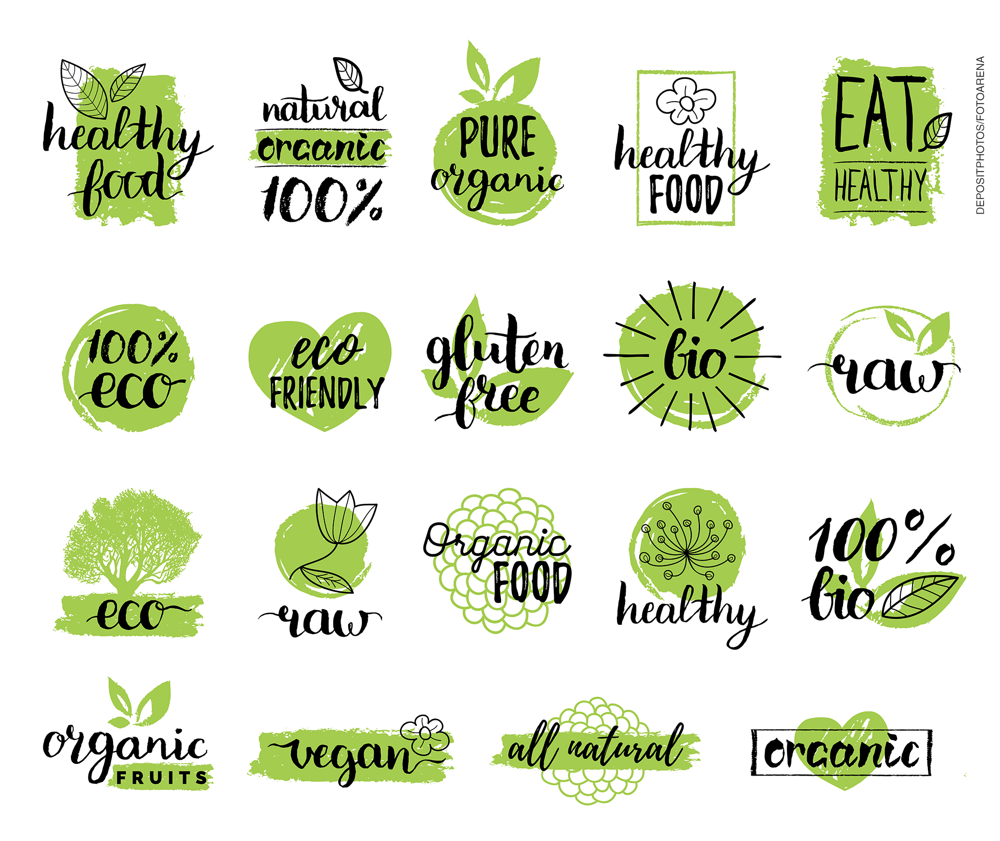 healthy
food
natural
organic
100%
PURE
organic
healthy
FOOD
EAT
HEALTHY
DEPOSITPHOTOS/FOTOARENA
100%
eco
eco
FRIENDLY
gluten
free
bio
raw
eco
raw
Organic
FOOD
healthy
100%
bio
organic
FRUITS
vegan
all natural
organic